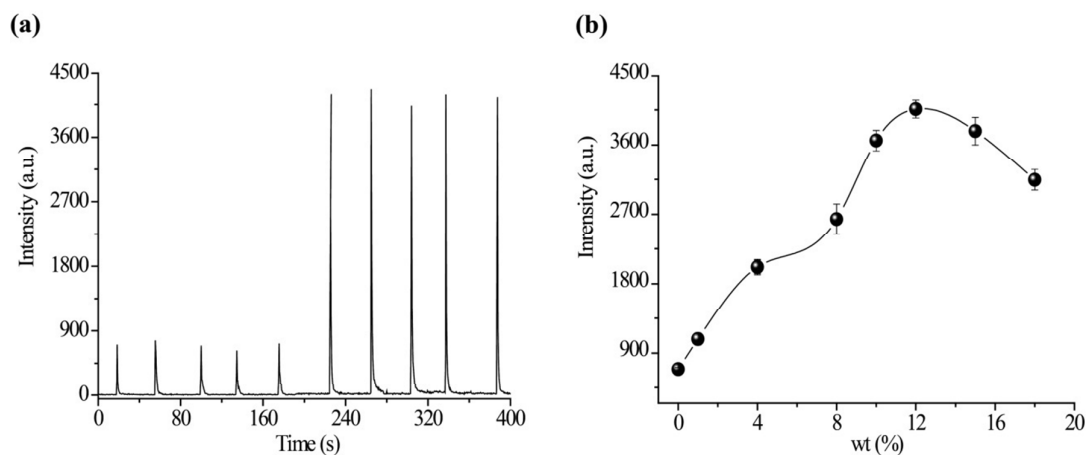 (a)
4500
3600
2700
1800
900
0
Intensity (a.u.)
0 80 160 240 320 400
Time (s)
(b)
4500
3600
2700
1800
900
Inrensity (a.u.)
0 4 8 12 16 20
wt (%)